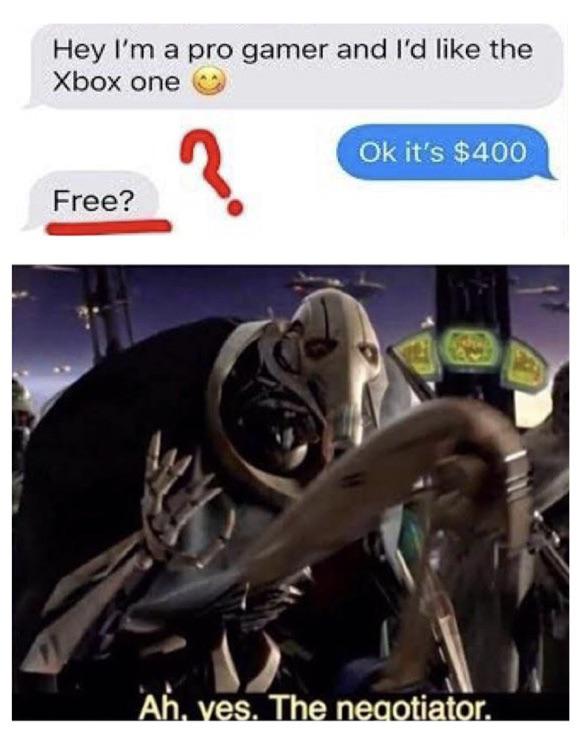 Hey I'm a pro gamer and I'd like the
Xbox one 😋
Ok it's $400
?
Free?
Ah, yes. The negotiator.